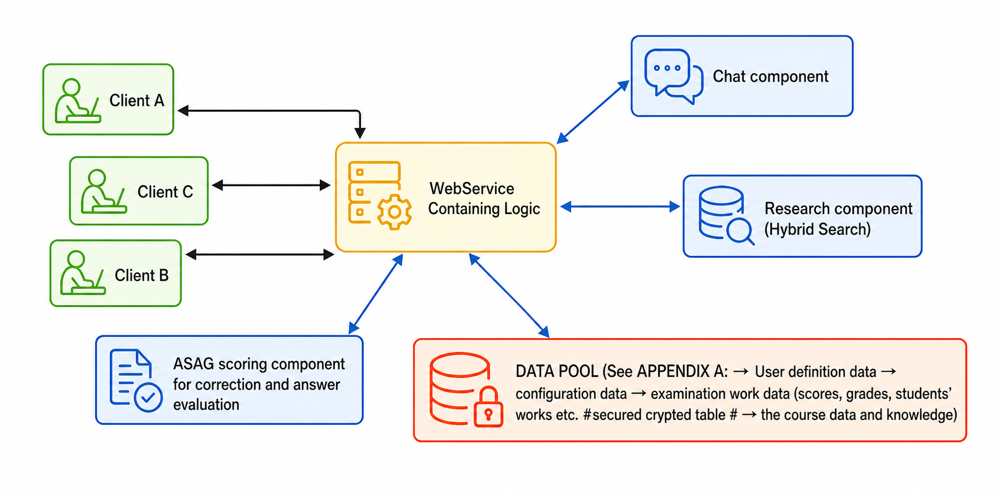 Client A
Client C
Client B
WebService
Containing Logic
Chat component
Research component
(Hybrid Search)
ASAG scoring component
for correction and answer
evaluation
DATA POOL (See APPENDIX A: → User definition data →
configuration data → examination work data (scores, grades, students’
works etc. #secured crypted table # → the course data and knowledge)